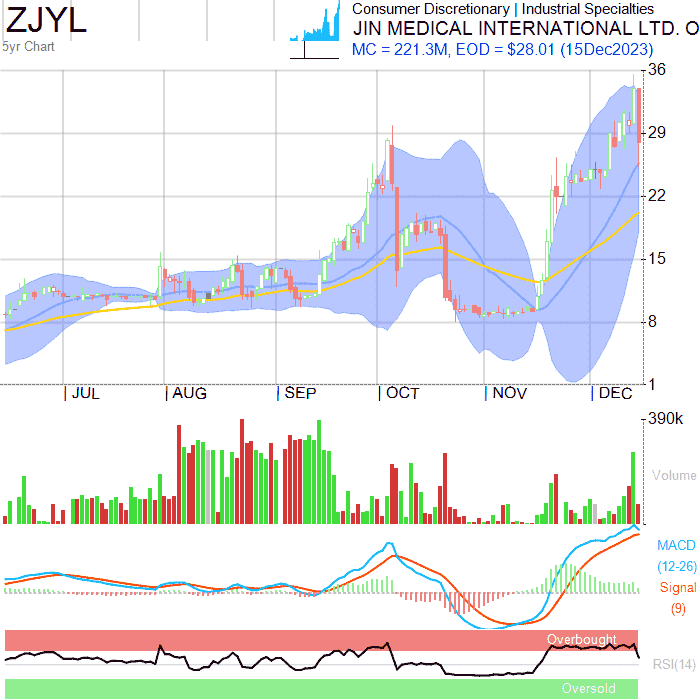 ZJYL
5yr Chart
Consumer Discretionary | Industrial Specialties
JIN MEDICAL INTERNATIONAL LTD. O
MC = 221.3M, EOD = $28.01 (15Dec2023)
36
29
22
15
8
1
JUL AUG SEP OCT NOV DEC
390k
Volume
MACD
(12-26)
Signal
(9)
Overbought
RSI(14)
Oversold